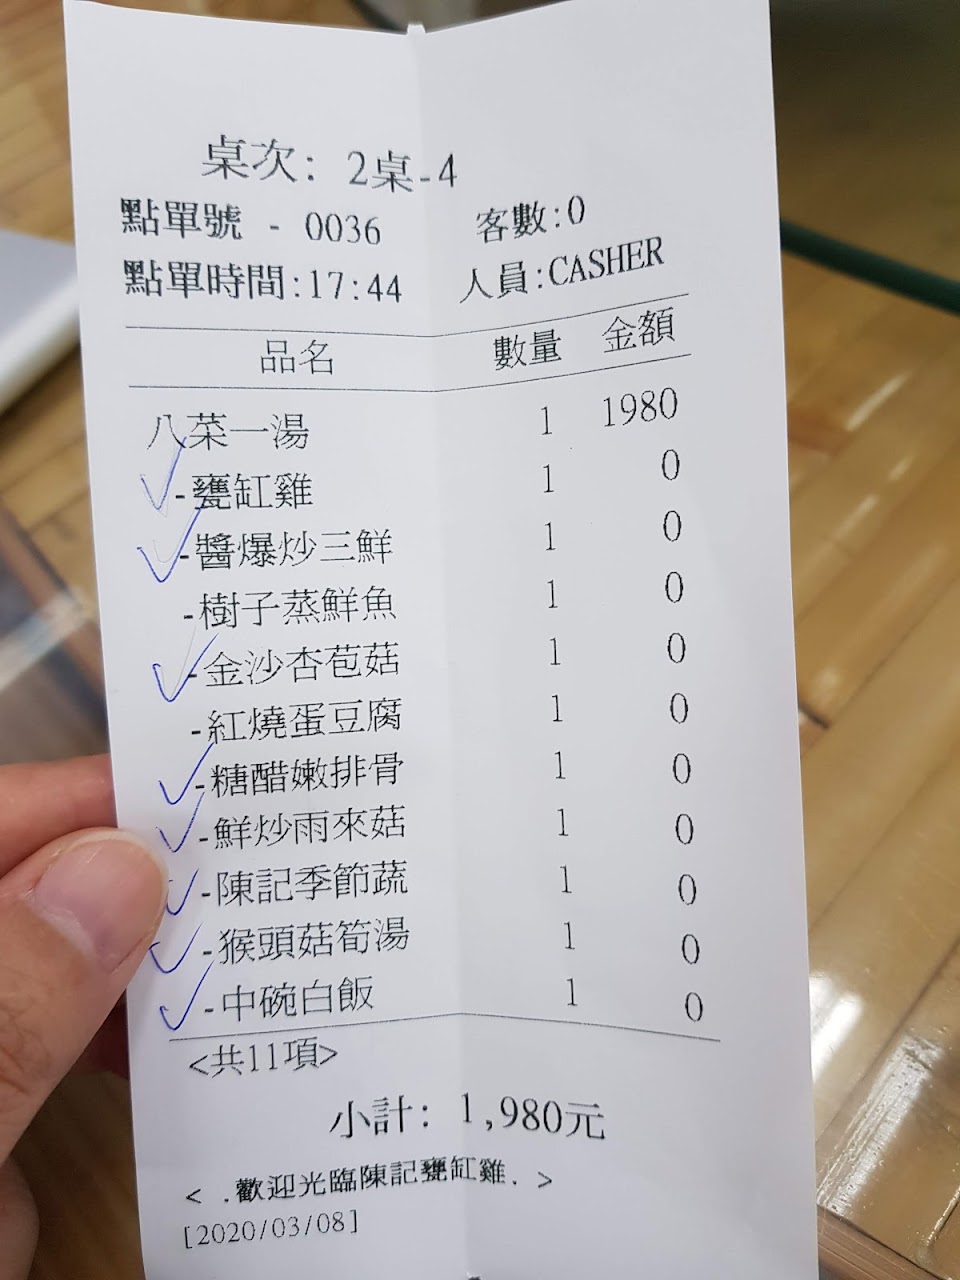 桌次: 2桌-4
點單號 - 0036 客數:0
點單時間:17:44 人員:CASHER
品名 數量 金額
八菜一湯 1 1980
-甕缸雞 1 0
-醬爆炒三鮮 1 0
-樹子蒸鮮魚 1 0
-金沙杏苞菇 1 0
-紅燒蛋豆腐 1 0
-糖醋嫩排骨 1 0
-鮮炒雨來菇 1 0
-陳記季節蔬 1 0
-猴頭菇筍湯 1 0
-中碗白飯 1 0
<共11項>
小計: 1,980元
< .歡迎光臨陳記甕缸雞. >
[2020/03/08]